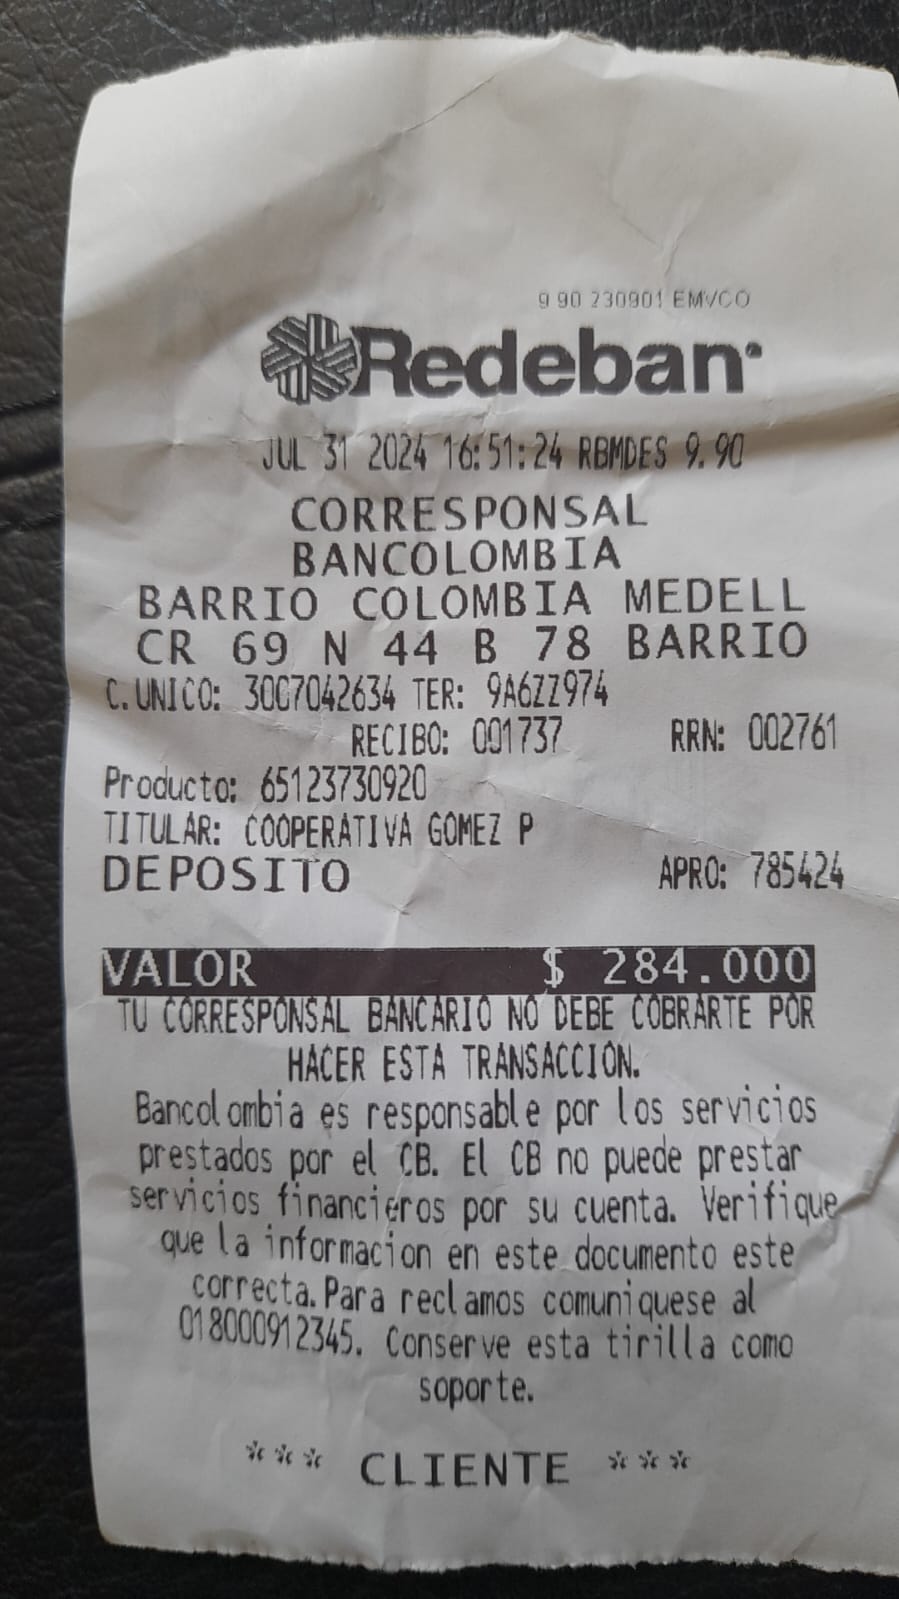 9 90 230901 EMVCO
Redeban
JUL 31 2024 16:51:24 RBMDES 9.90
CORRESPONSAL
BANCOLOMBIA
BARRIO COLOMBIA MEDELL
CR 69 N 44 B 78 BARRIO
C.UNICO: 3007042634 TER: 9A6ZZ974
RECIBO: 001737 RRN: 002761
Producto: 65123730920
TITULAR: COOPERATIVA GOMEZ P
DEPOSITO APRO: 785424
VALOR $ 284.000
TU CORRESPONSAL BANCARIO NO DEBE COBRARTE POR
HACER ESTA TRANSACCION.
Bancolombia es responsable por los servicios
prestados por el CB. El CB no puede prestar
servicios financieros por su cuenta. Verifique
que la informacion en este documento este
correcta. Para reclamos comuniquese al
018000912345. Conserve esta tirilla como
soporte.
*** CLIENTE ***